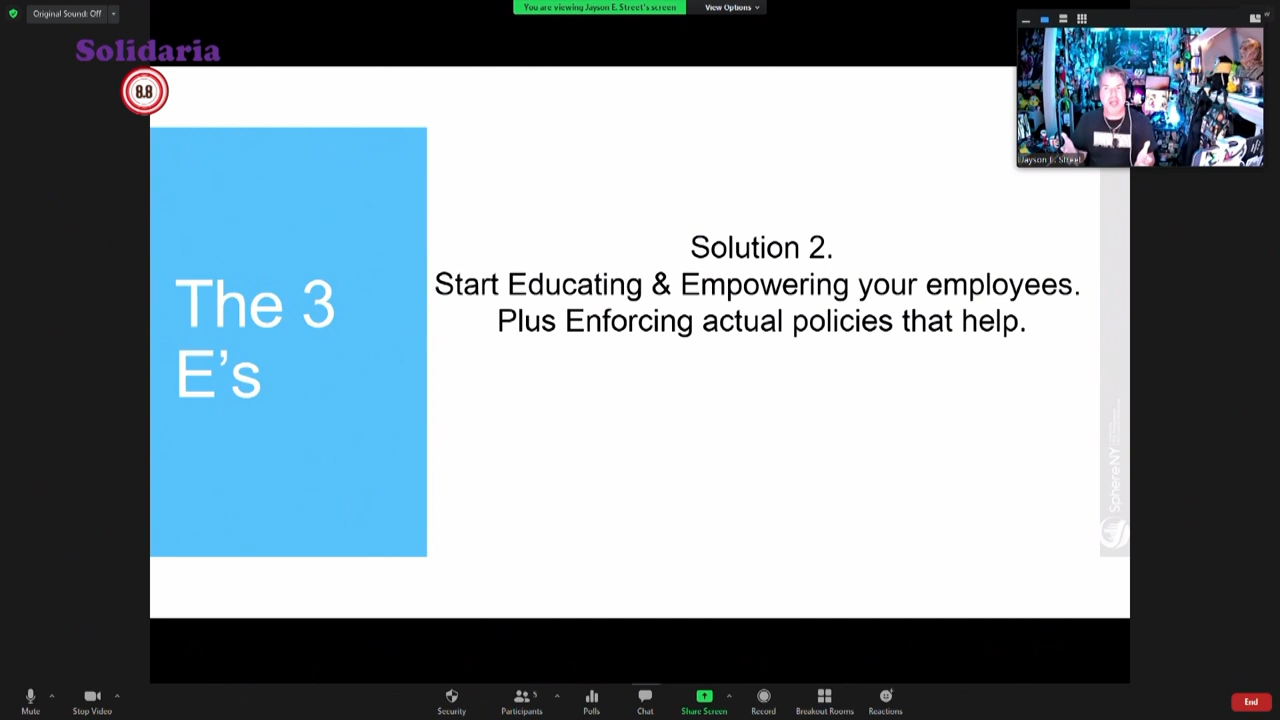 Original Sound: Off
You are viewing Jayson E. Street's screen
View Options
Solidaria
8.8
Jayson E. Street
The 3
E’s
Solution 2.
Start Educating & Empowering your employees.
Plus Enforcing actual policies that help.
SphereNY
Mute
Stop Video
Security
Participants
5
Polls
Chat
Share Screen
Record
Breakout Rooms
Reactions
End